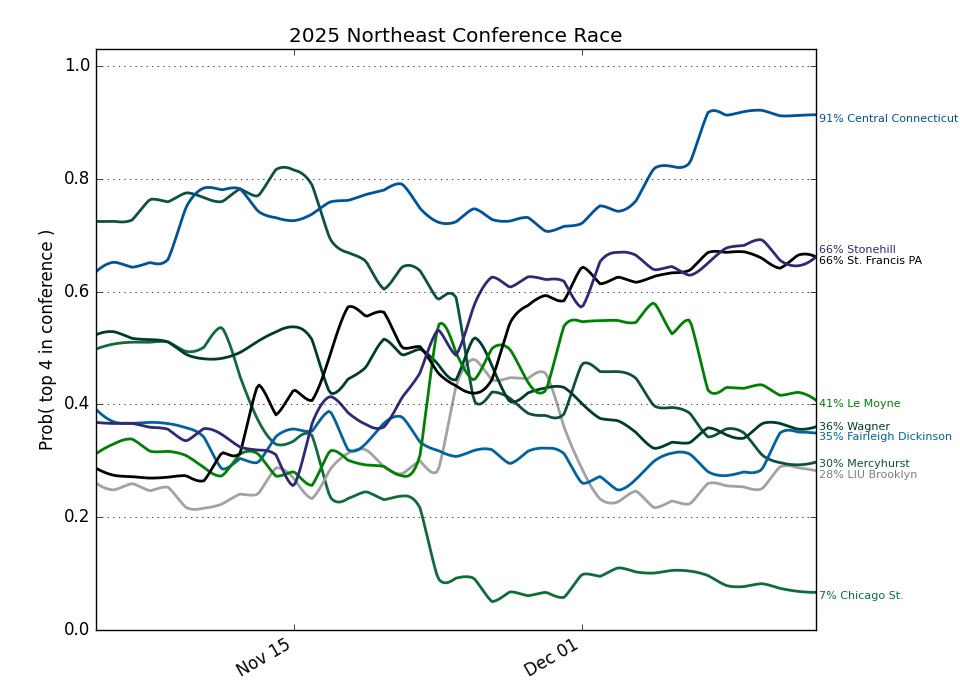 2025 Northeast Conference Race
Prob( top 4 in conference )
1.0
0.8
0.6
0.4
0.2
0.0
Nov 15
Dec 01
91% Central Connecticut
66% Stonehill
66% St. Francis PA
41% Le Moyne
36% Wagner
35% Fairleigh Dickinson
30% Mercyhurst
28% LIU Brooklyn
7% Chicago St.